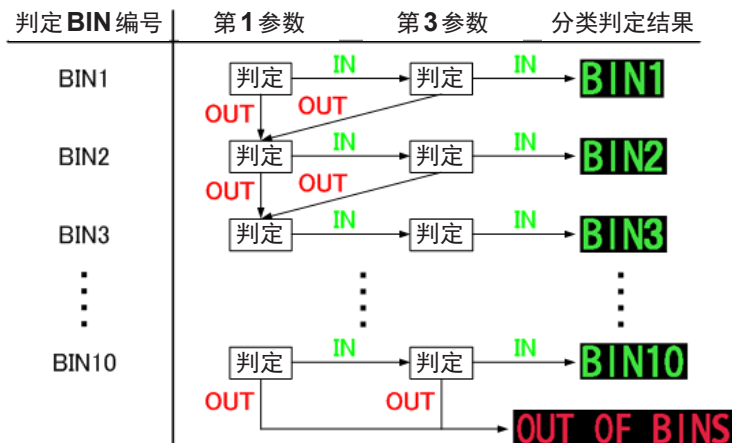 判定BIN编号 第1参数 第3参数 分类判定结果
BIN1 判定 IN 判定 IN BIN1
OUT OUT
BIN2 判定 IN 判定 IN BIN2
OUT OUT
BIN3 判定 IN 判定 IN BIN3
BIN10 判定 IN 判定 IN BIN10
OUT OUT
OUT OF BINS